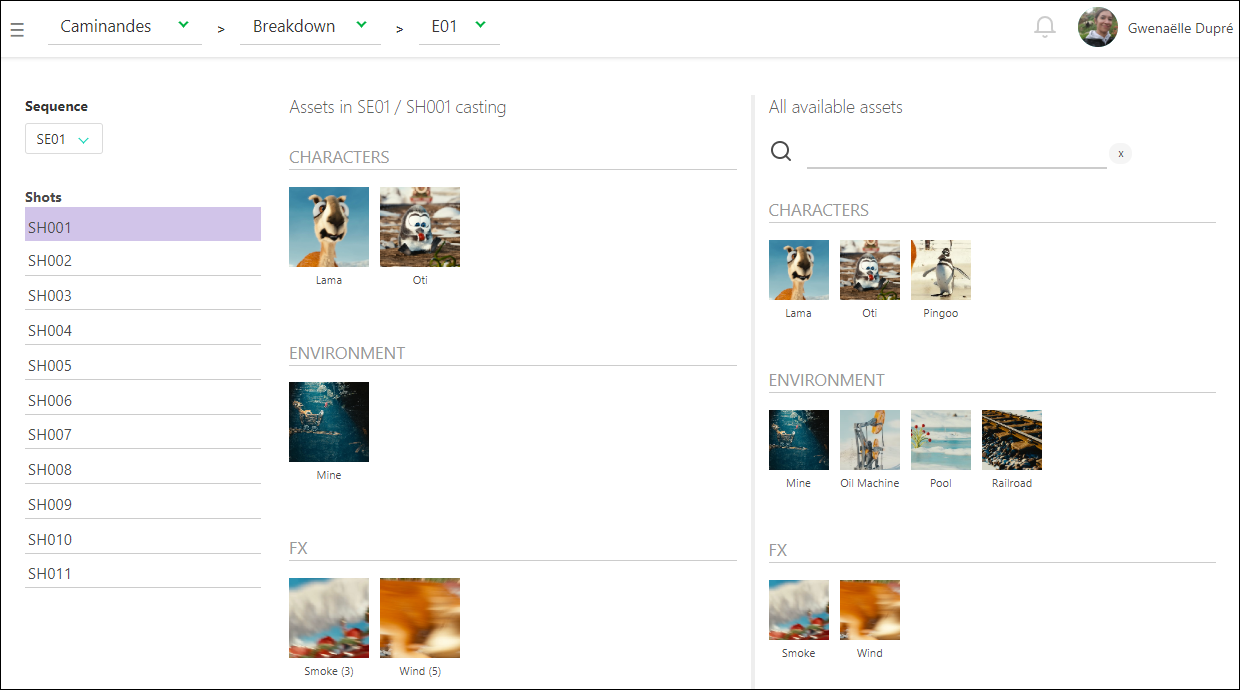 Caminandes > Breakdown > E01 Gwenaëlle Dupré
Sequence
SE01
Shots
SH001
SH002
SH003
SH004
SH005
SH006
SH007
SH008
SH009
SH010
SH011
Assets in SE01 / SH001 casting
CHARACTERS
Lama Oti
ENVIRONMENT
Mine
FX
Smoke (3) Wind (5)
All available assets
x
CHARACTERS
Lama Oti Pingoo
ENVIRONMENT
Mine Oil Machine Pool Railroad
FX
Smoke Wind